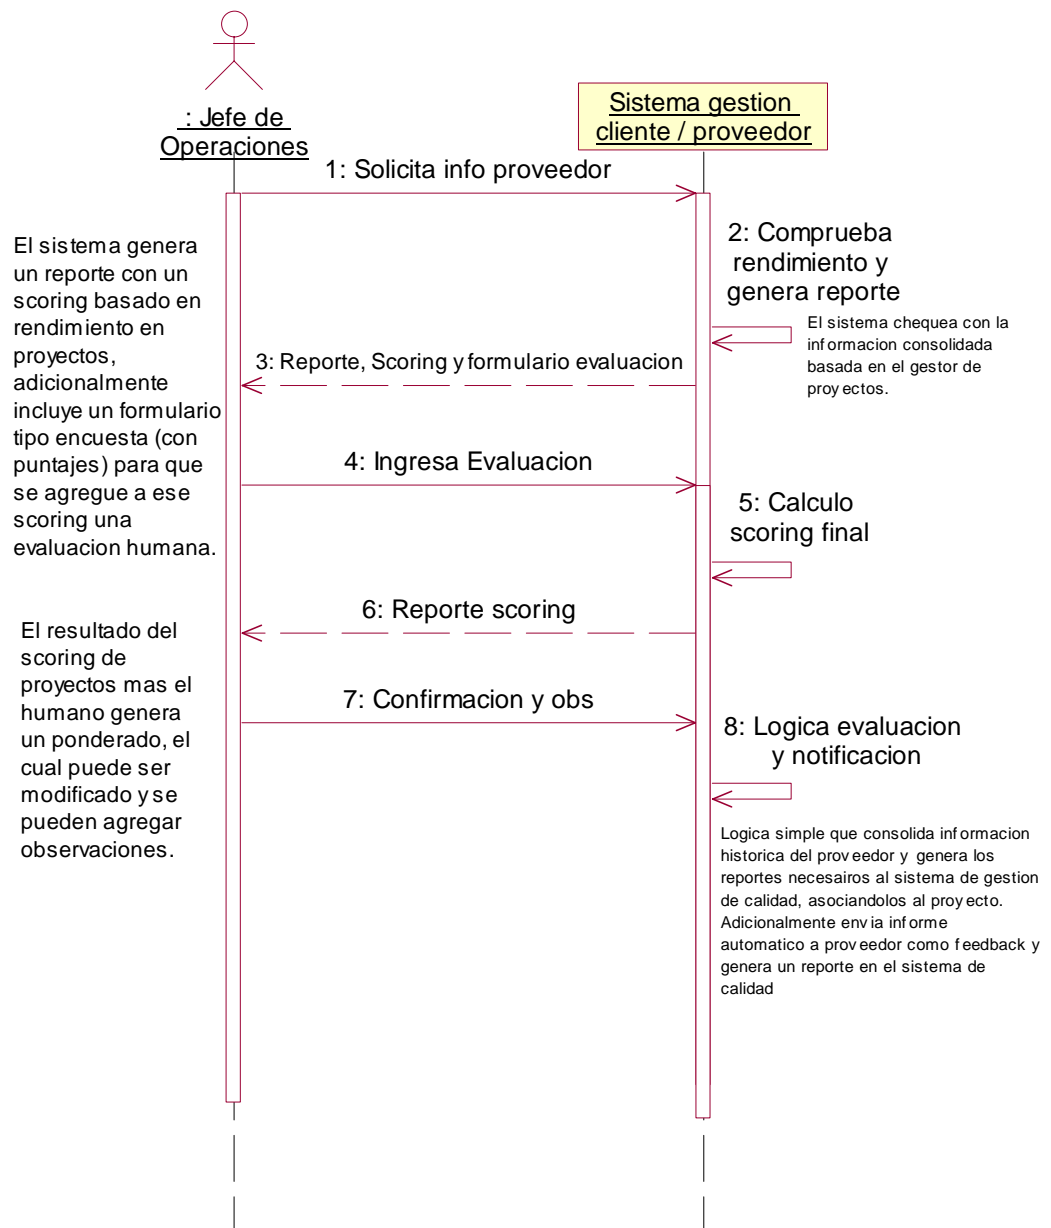 : Jefe de
Operaciones
Sistema gestion
cliente / proveedor
1: Solicita info proveedor
2: Comprueba
rendimiento y
genera reporte
El sistema chequea con la
informacion consolidada
basada en el gestor de
proyectos.
El sistema genera
un reporte con un
scoring basado en
rendimiento en
proyectos,
adicionalmente
incluye un formulario
tipo encuesta (con
puntajes) para que
se agregue a ese
scoring una
evaluacion humana.
3: Reporte, Scoring y formulario evaluacion
4: Ingresa Evaluacion
5: Calculo
scoring final
6: Reporte scoring
El resultado del
scoring de
proyectos mas el
humano genera
un ponderado, el
cual puede ser
modificado y se
pueden agregar
observaciones.
7: Confirmacion y obs
8: Logica evaluacion
y notificacion
Logica simple que consolida informacion
historica del proveedor y genera los
reportes necesairos al sistema de gestion
de calidad, asociandolos al proyecto.
Adicionalmente envia informe
automatico a proveedor como feedback y
genera un reporte en el sistema de
calidad